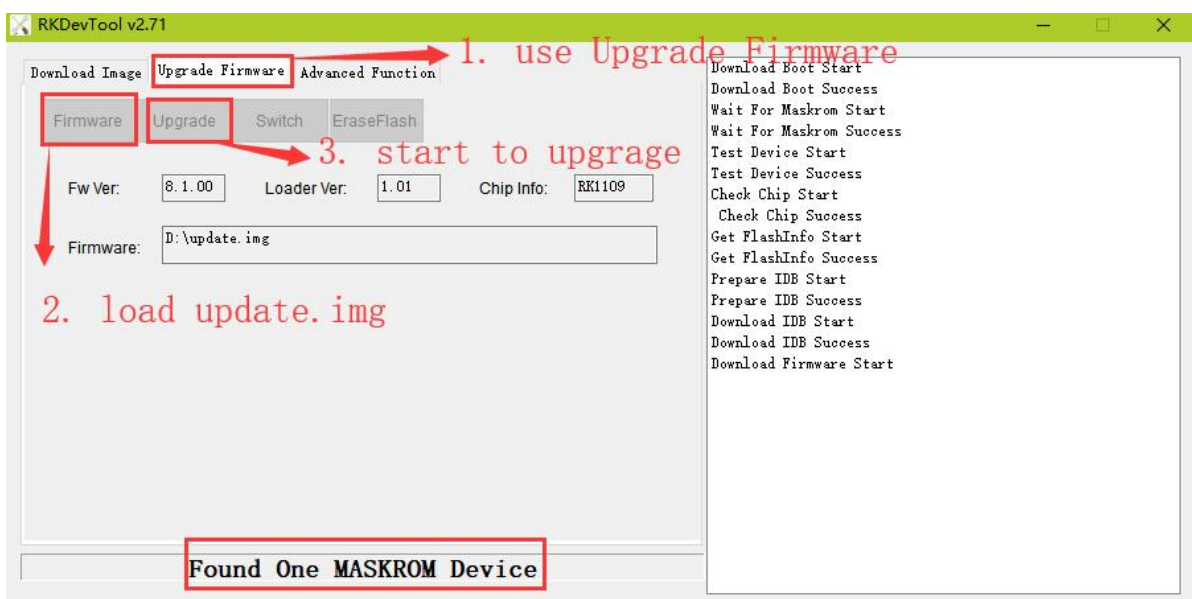 RKDevTool v2.71
1. use Upgrade Firmware
Download Image Upgrade Firmware Advanced Function
Firmware Upgrade Switch EraseFlash
3. start to upgrage
Fw Ver: 8.1.00 Loader Ver: 1.01 Chip Info: RK1109
Firmware: D:\update.img
2. load update.img
Found One MASKROM Device
Download Boot Start
Download Boot Success
Wait For Maskrom Start
Wait For Maskrom Success
Test Device Start
Test Device Success
Check Chip Start
Check Chip Success
Get FlashInfo Start
Get FlashInfo Success
Prepare IDB Start
Prepare IDB Success
Download IDB Start
Download IDB Success
Download Firmware Start